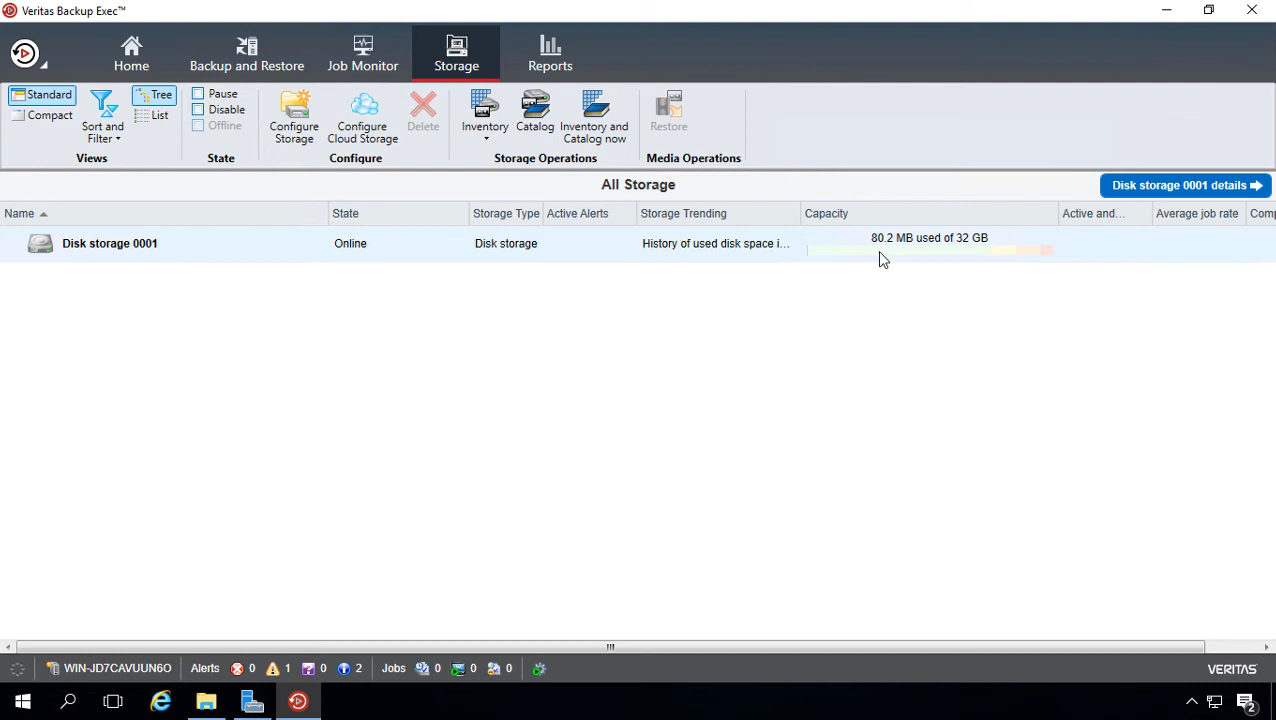 Veritas Backup Exec™
Home
Backup and Restore
Job Monitor
Storage
Reports
Standard
Compact
Sort and
Filter
Tree
List
Views
Pause
Disable
Offline
State
Configure
Storage
Configure
Cloud Storage
Delete
Configure
Inventory
Catalog
Inventory and
Catalog now
Storage Operations
Restore
Media Operations
All Storage
Disk storage 0001 details
Name State Storage Type Active Alerts Storage Trending Capacity Active and... Average job rate Comp
Disk storage 0001 Online Disk storage History of used disk space i... 80.2 MB used of 32 GB
WIN-JD7CAVUUN6O Alerts 0 1 0 2 Jobs 0 0 0 VERITAS
2